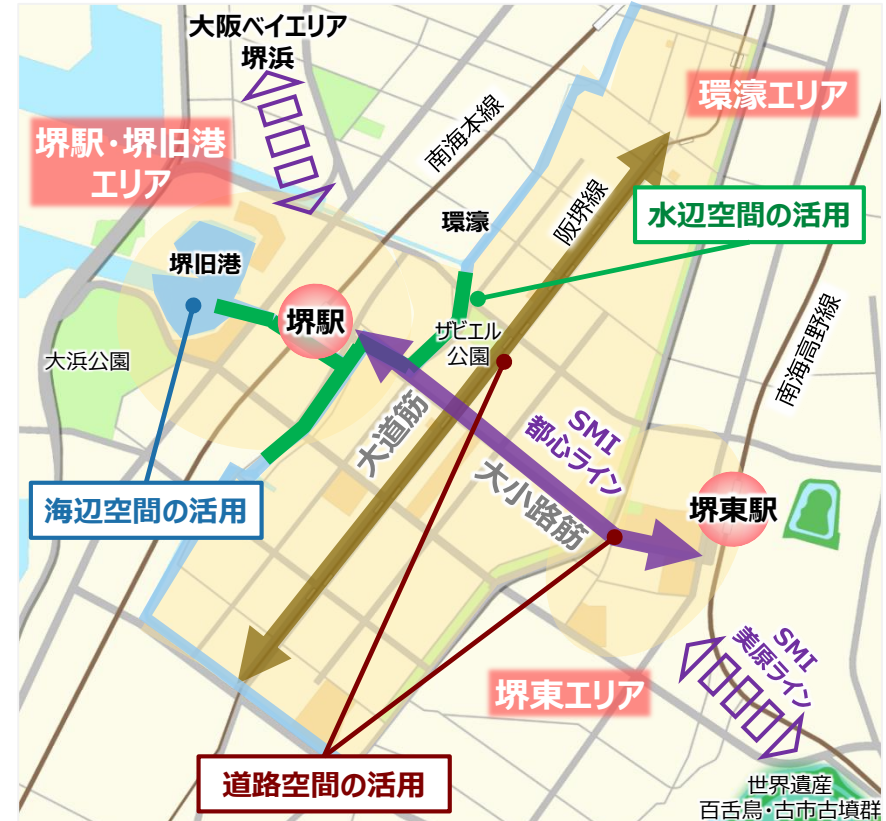 大阪ベイエリア
堺浜
環濠エリア
堺駅・堺旧港
エリア
南海本線
阪堺線
水辺空間の活用
環濠
堺旧港
堺駅
ザビエル
公園
大浜公園
南海高野線
大道筋
SMI
都心ライン
大小路筋
海辺空間の活用
堺東駅
SMI
美原ライン
堺東エリア
道路空間の活用
世界遺産
百舌鳥・古市古墳群